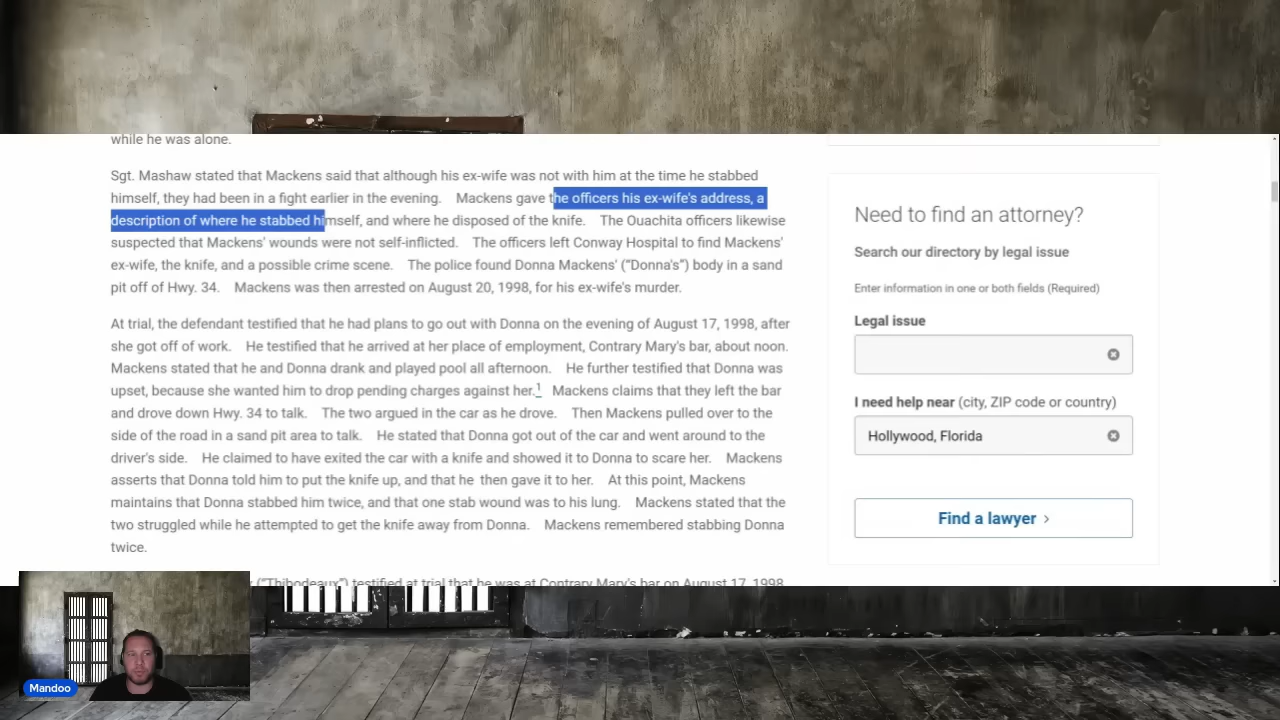 while he was alone.
Sgt. Mashaw stated that Mackens said that although his ex-wife was not with him at the time he stabbed
himself, they had been in a fight earlier in the evening. Mackens gave the officers his ex-wife's address, a
description of where he stabbed himself, and where he disposed of the knife. The Ouachita officers likewise
suspected that Mackens' wounds were not self-inflicted. The officers left Conway Hospital to find Mackens'
ex-wife, the knife, and a possible crime scene. The police found Donna Mackens' (“Donna's”) body in a sand
pit off of Hwy. 34. Mackens was then arrested on August 20, 1998, for his ex-wife's murder.
At trial, the defendant testified that he had plans to go out with Donna on the evening of August 17, 1998, after
she got off of work. He testified that he arrived at her place of employment, Contrary Mary's bar, about noon.
Mackens stated that he and Donna drank and played pool all afternoon. He further testified that Donna was
upset, because she wanted him to drop pending charges against her.1 Mackens claims that they left the bar
and drove down Hwy. 34 to talk. The two argued in the car as he drove. Then Mackens pulled over to the
side of the road in a sand pit area to talk. He stated that Donna got out of the car and went around to the
driver's side. He claimed to have exited the car with a knife and showed it to Donna to scare her. Mackens
asserts that Donna told him to put the knife up, and that he then gave it to her. At this point, Mackens
maintains that Donna stabbed him twice, and that one stab wound was to his lung. Mackens stated that the
two struggled while he attempted to get the knife away from Donna. Mackens remembered stabbing Donna
twice.
(“Thibodeaux”) testified at trial that he was at Contrary Mary's bar on August 17, 1998
Need to find an attorney?
Search our directory by legal issue
Enter information in one or both fields (Required)
Legal issue
I need help near (city, ZIP code or country)
Hollywood, Florida
Find a lawyer
Mandoo